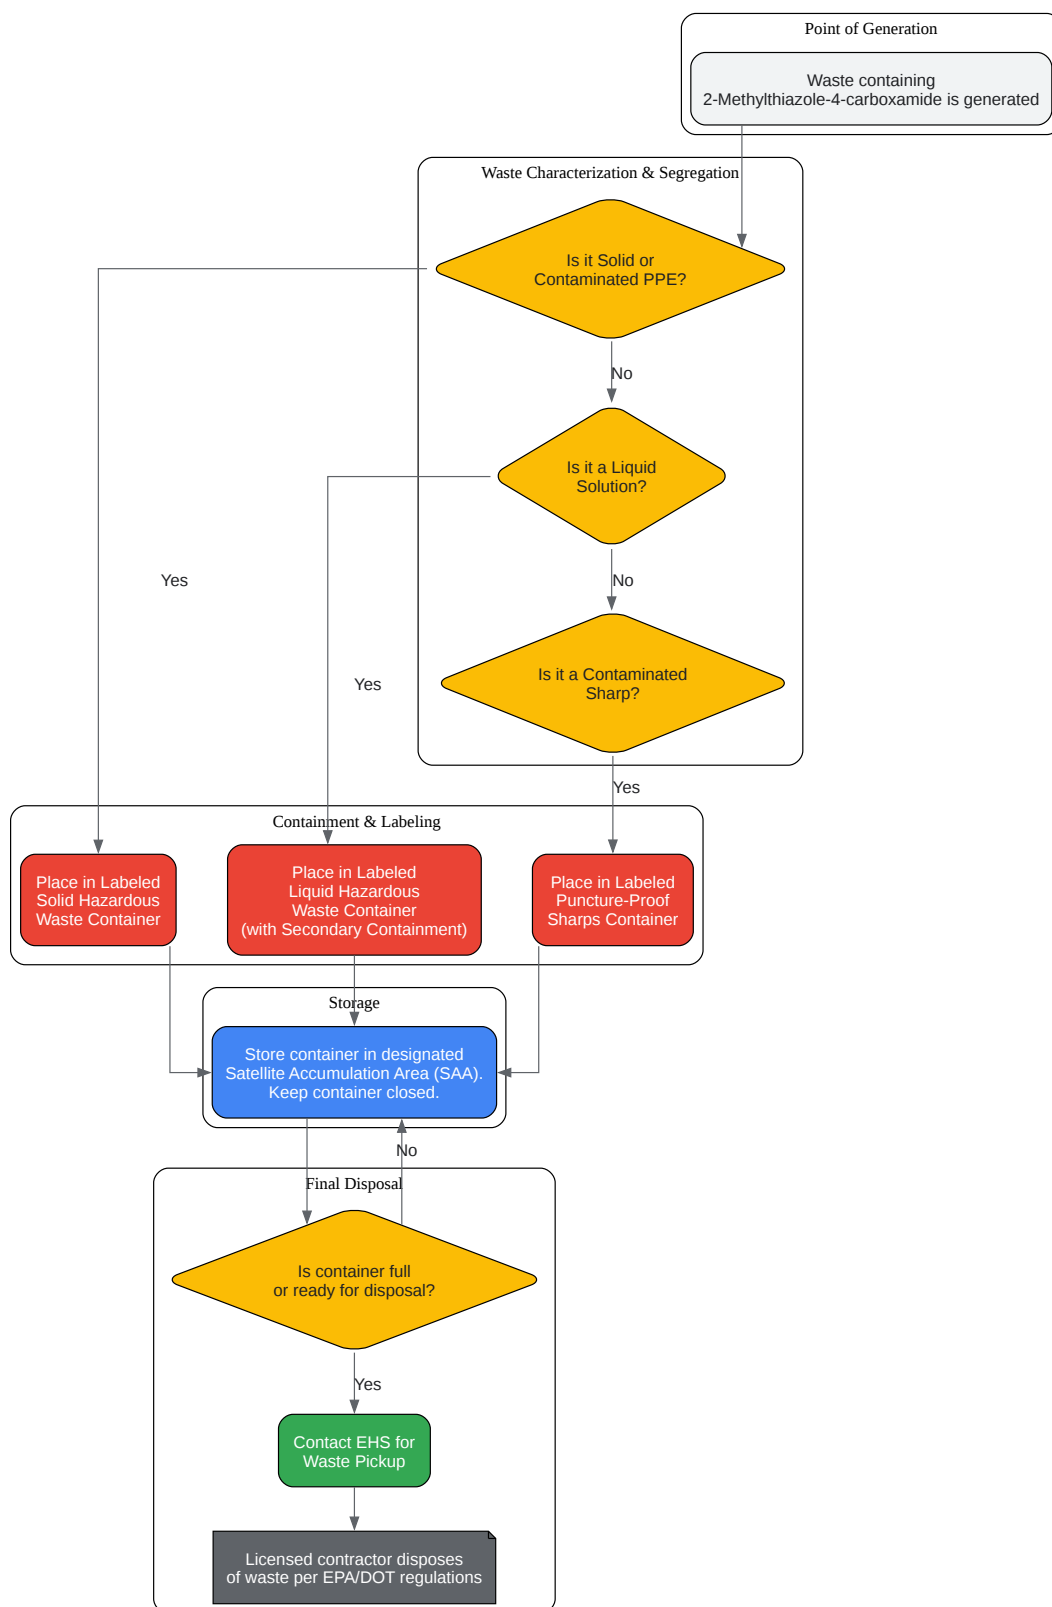 Point of Generation
Waste containing
2-Methylthiazole-4-carboxamide is generated
Waste Characterization & Segregation
Is it Solid or
Contaminated PPE?
No
Is it a Liquid
Solution?
Yes
No
Is it a Contaminated
Sharp?
Yes
Yes
Containment & Labeling
Place in Labeled
Solid Hazardous
Waste Container
Place in Labeled
Liquid Hazardous
Waste Container
(with Secondary Containment)
Place in Labeled
Puncture-Proof
Sharps Container
Storage
Store container in designated
Satellite Accumulation Area (SAA).
Keep container closed.
No
Final Disposal
Is container full
or ready for disposal?
Yes
Contact EHS for
Waste Pickup
Licensed contractor disposes
of waste per EPA/DOT regulations